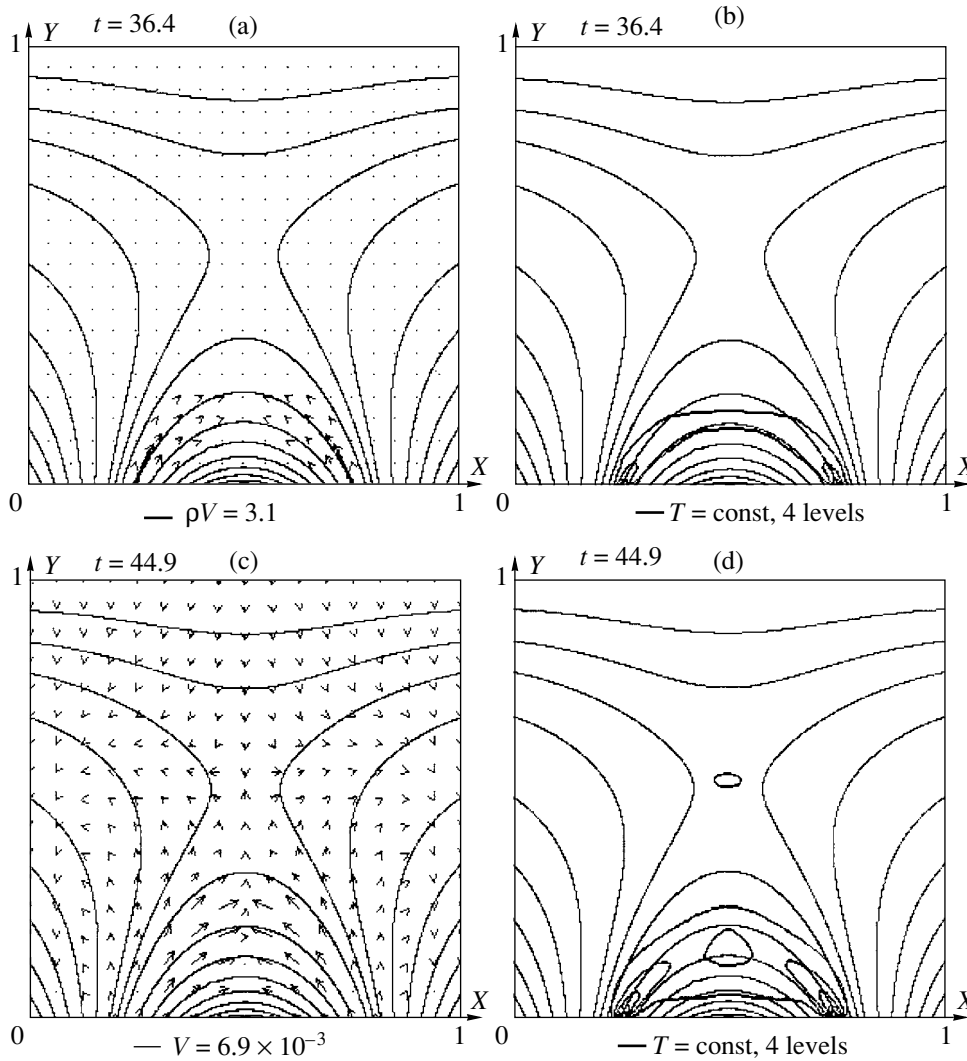 Y t = 36.4 (a)
1
X
0 1
— ρV = 3.1
Y t = 36.4 (b)
1
X
0 1
— T = const, 4 levels
Y t = 44.9 (c)
1
X
0 1
— V = 6.9 × 10⁻³
Y t = 44.9 (d)
1
X
0 1
— T = const, 4 levels